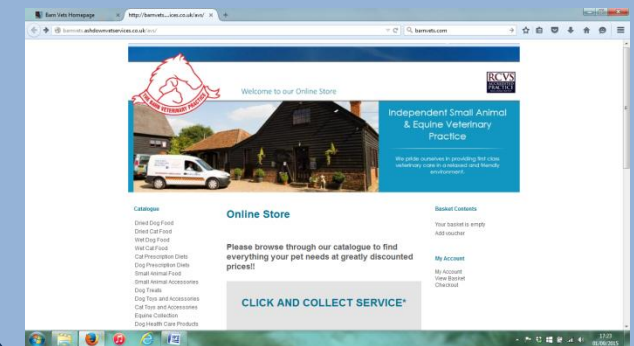 Barn Vets Homepage
http://barnvets....ices.co.uk/avs/
barnvets.ashdownvetservices.co.uk/avs/
barnvets.com
THE BARN VETERINARY PRACTICE
Welcome to our Online Store
RCVS
PRACTICE
Independent Small Animal
& Equine Veterinary
Practice
We pride ourselves in providing first class
veterinary care in a relaxed and friendly
environment.
Catalogue
Dried Dog Food
Dried Cat Food
Wet Dog Food
Wet Cat Food
Cat Prescription Diets
Dog Prescription Diets
Small Animal Food
Small Animal Accessories
Dog Treats
Dog Toys and Accessories
Cat Toys and Accessories
Equine Collection
Dog Health Care Products
Online Store
Please browse through our catalogue to find
everything your pet needs at greatly discounted
prices!!
CLICK AND COLLECT SERVICE*
Basket Contents
Your basket is empty
Add voucher
My Account
My Account
View Basket
Checkout
17:23
01/09/2015